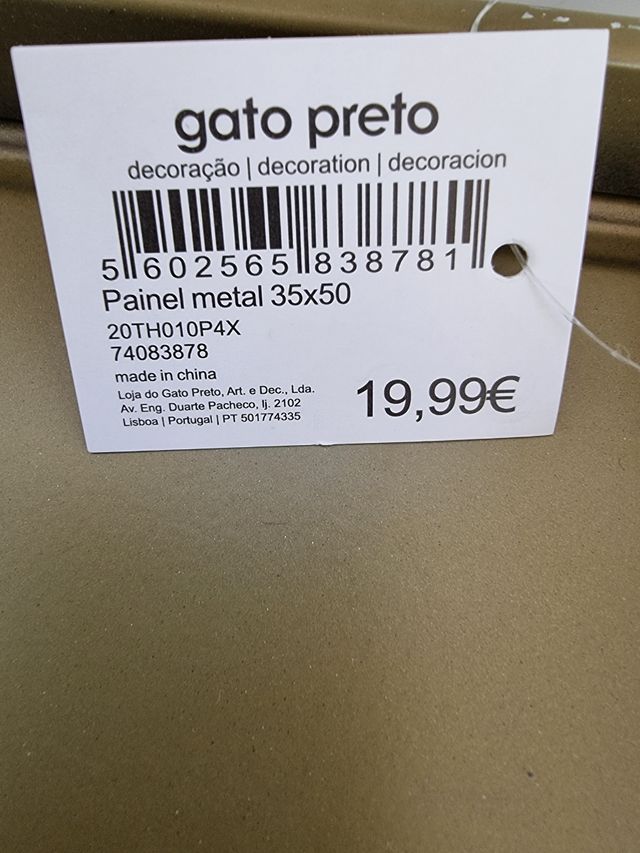 gato preto
decoração | decoration | decoracion
5 602565 838781
Painel metal 35x50
20TH010P4X
74083878
made in china
Loja do Gato Preto, Art. e Dec., Lda.
Av. Eng. Duarte Pacheco, lj. 2102
Lisboa | Portugal | PT 501774335
19,99€